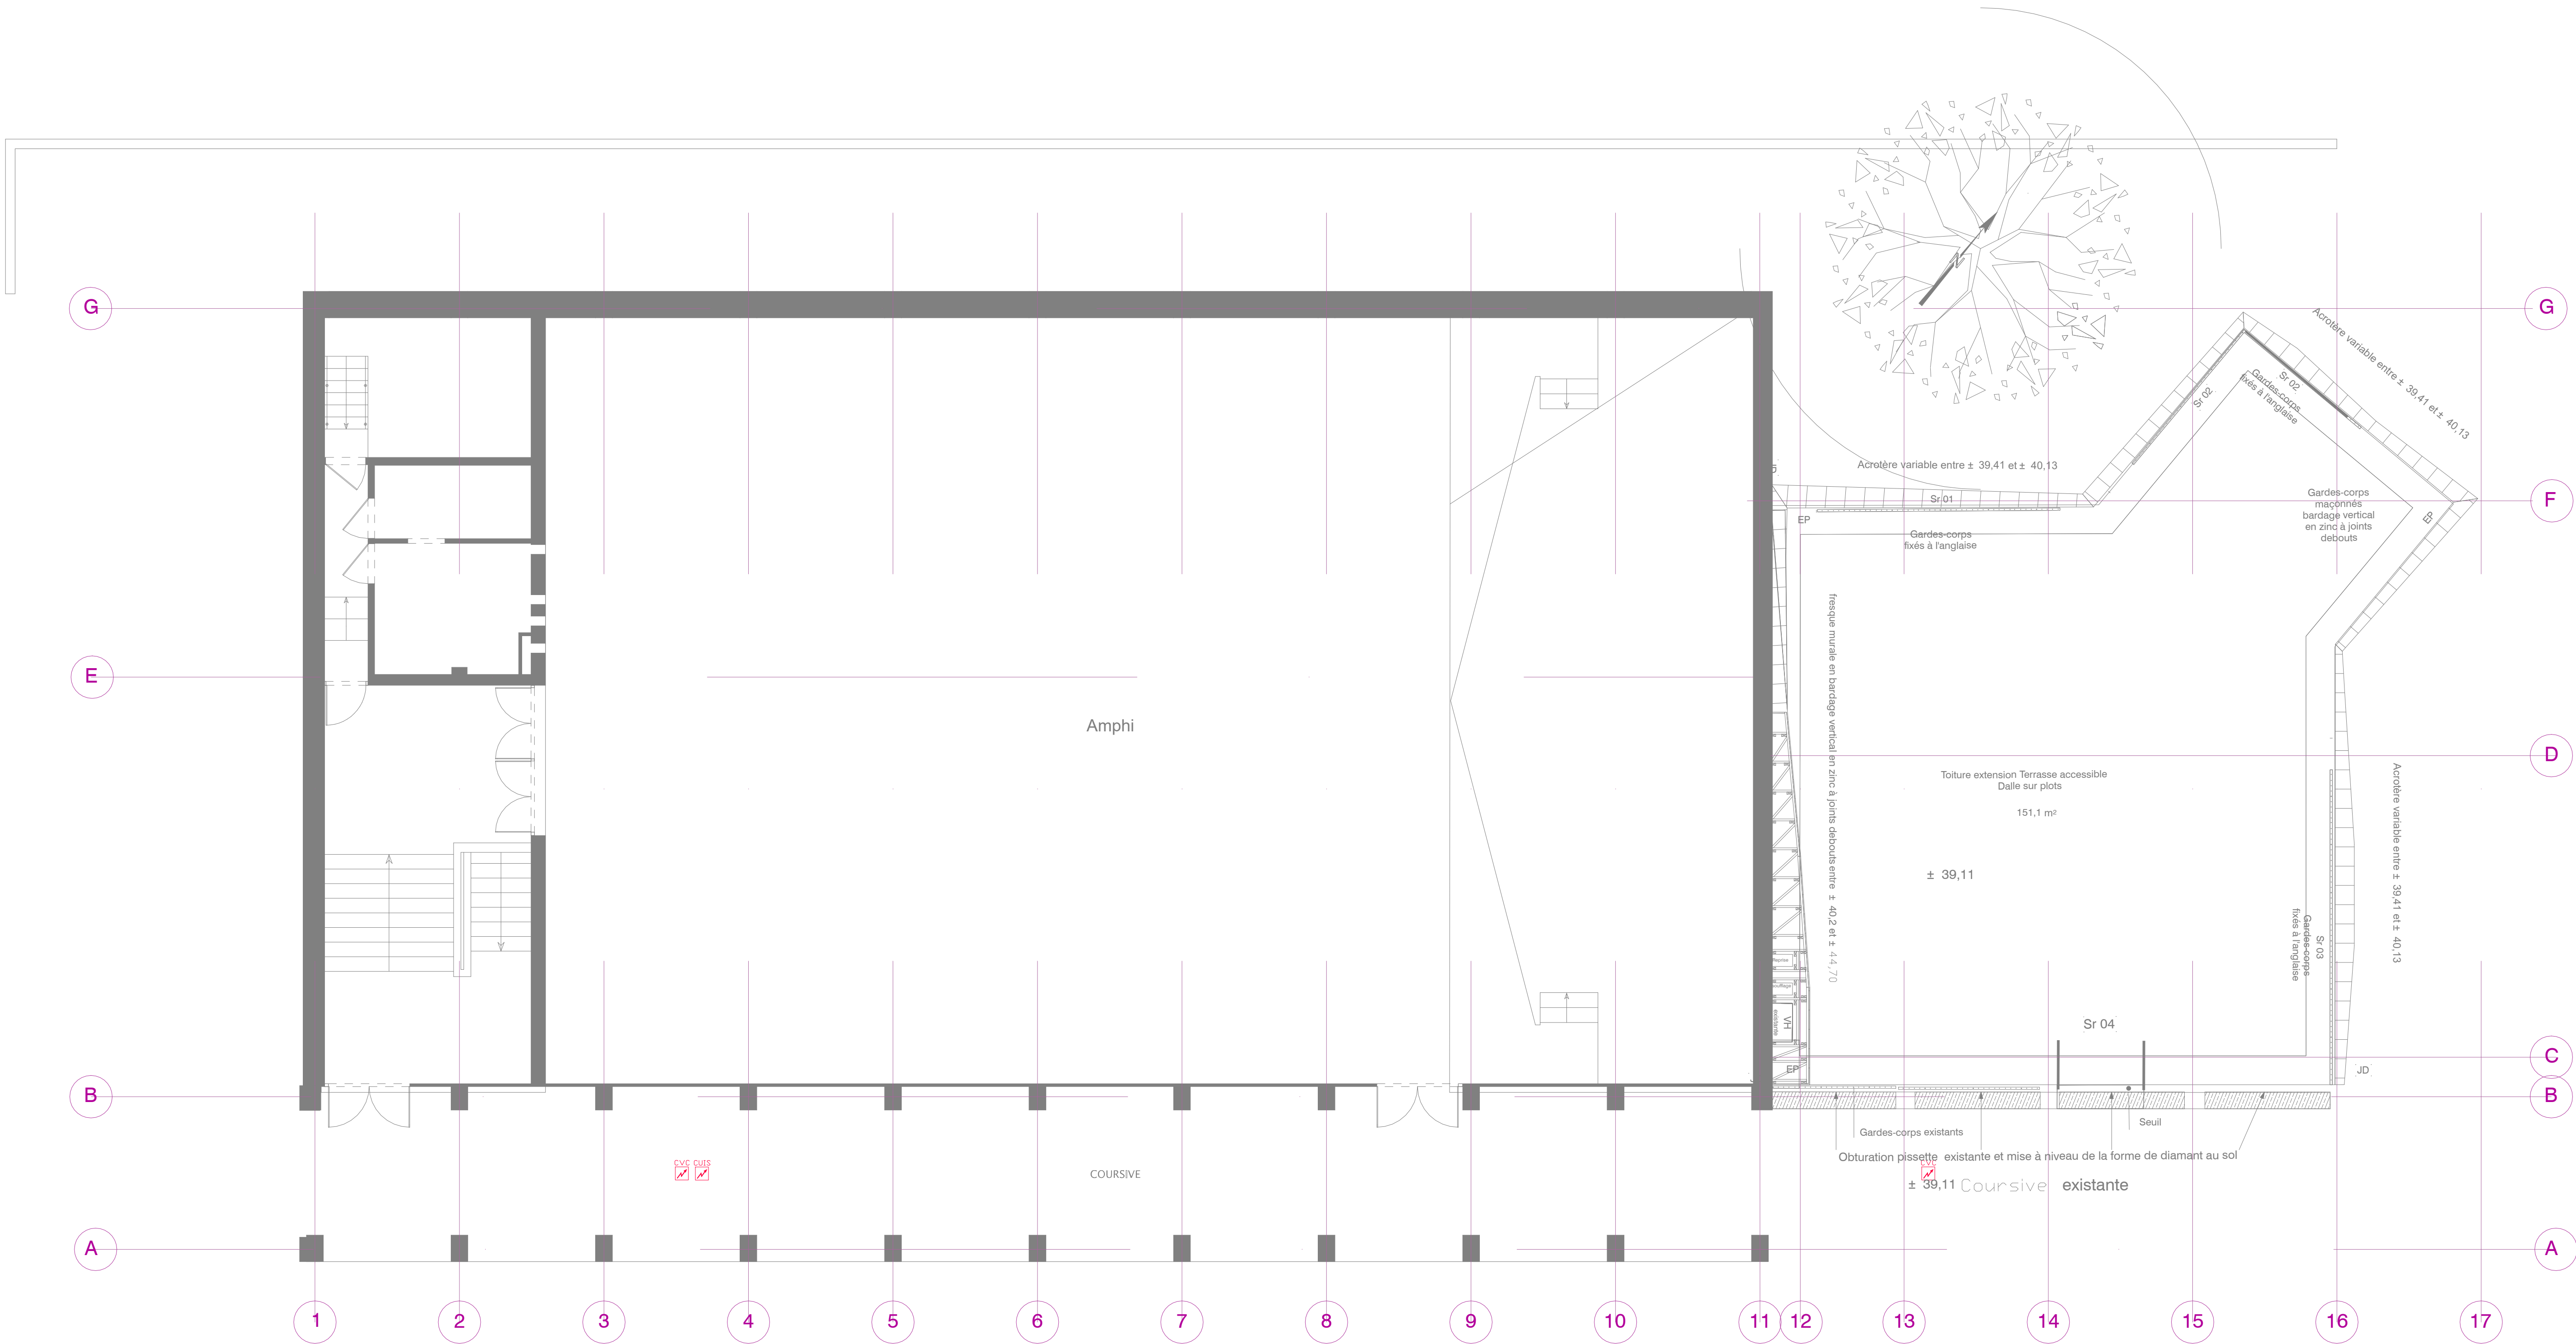 N
G
G
Acrotère variable entre ± 39,41 et ± 40,13
Sr 02
Gardes-corps
fixés à l'anglaise
Sr 02
Acrotère variable entre ± 39,41 et ± 40,13
Sr 01
EP
Gardes-corps
fixés à l'anglaise
Gardes-corps
maçonnés
bardage vertical
en zinc à joints
debouts
EP
F
E
fresque murale en bardage vertical en zinc à joints debouts entre ± 40,2 et ± 44,70
Amphi
D
Toiture extension Terrasse accessible
Dalle sur plots
151,1 m²
± 39,11
Acrotère variable entre ± 39,41 et ± 40,13
Sr 03
Gardes-corps
fixés à l'anglaise
Reprise
VH
existante
Sr 04
C
EP
JD
B
B
Seuil
Gardes-corps existants
Obturation pissette existante et mise à niveau de la forme de diamant au sol
CVC CUIS
COURSIVE
CVC
± 39,11 Coursive existante
A
A
1 2 3 4 5 6 7 8 9 10 11 12 13 14 15 16 17